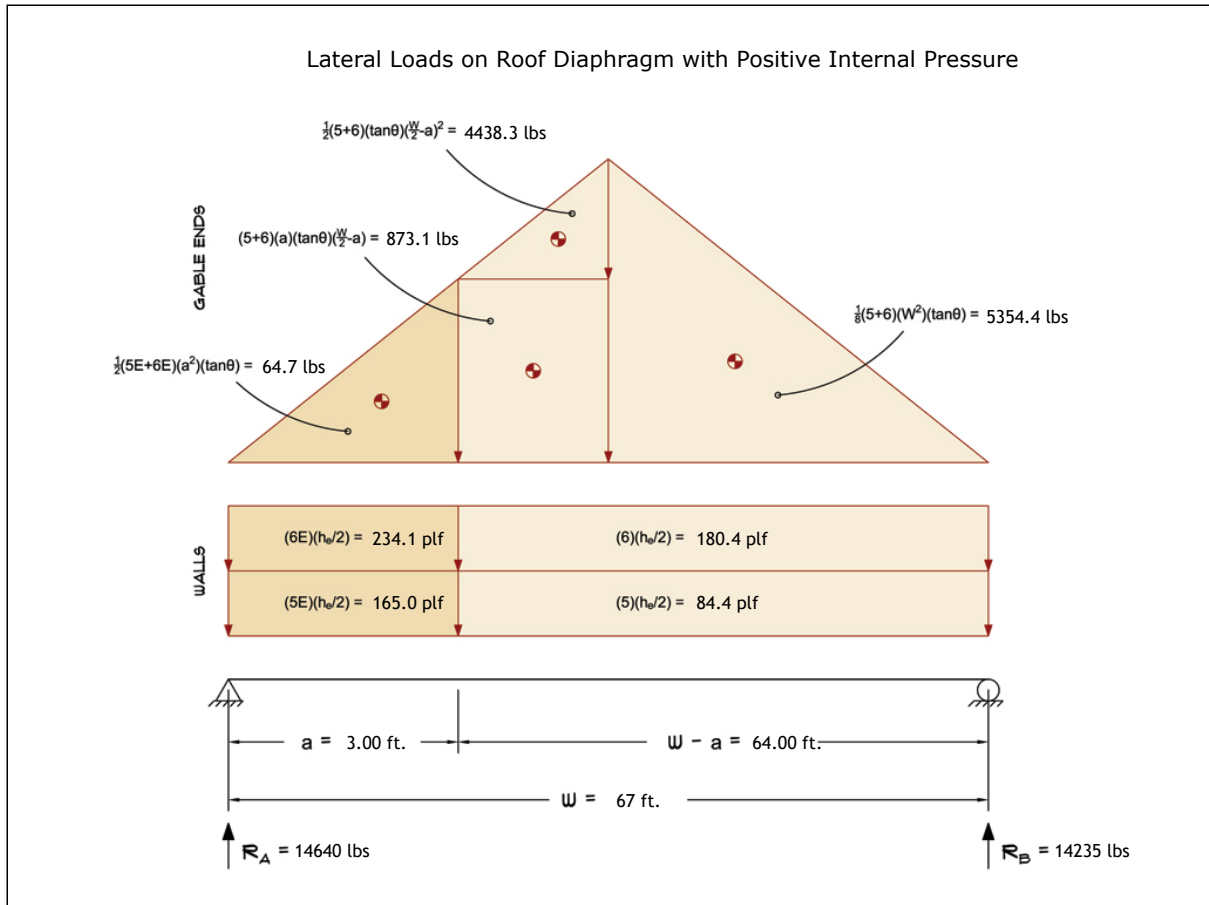 Lateral Loads on Roof Diaphragm with Positive Internal Pressure
½(5+6)(tanθ)(W/2-a)² = 4438.3 lbs
GABLE ENDS
(5+6)(a)(tanθ)(W/2-a) = 873.1 lbs
⅛(5+6)(W²)(tanθ) = 5354.4 lbs
½(5E+6E)(a²)(tanθ) = 64.7 lbs
WALLS
(6E)(hₑ/2) = 234.1 plf
(6)(hₑ/2) = 180.4 plf
(5E)(hₑ/2) = 165.0 plf
(5)(hₑ/2) = 84.4 plf
a = 3.00 ft.
W - a = 64.00 ft.
W = 67 ft.
R_A = 14640 lbs
R_B = 14235 lbs